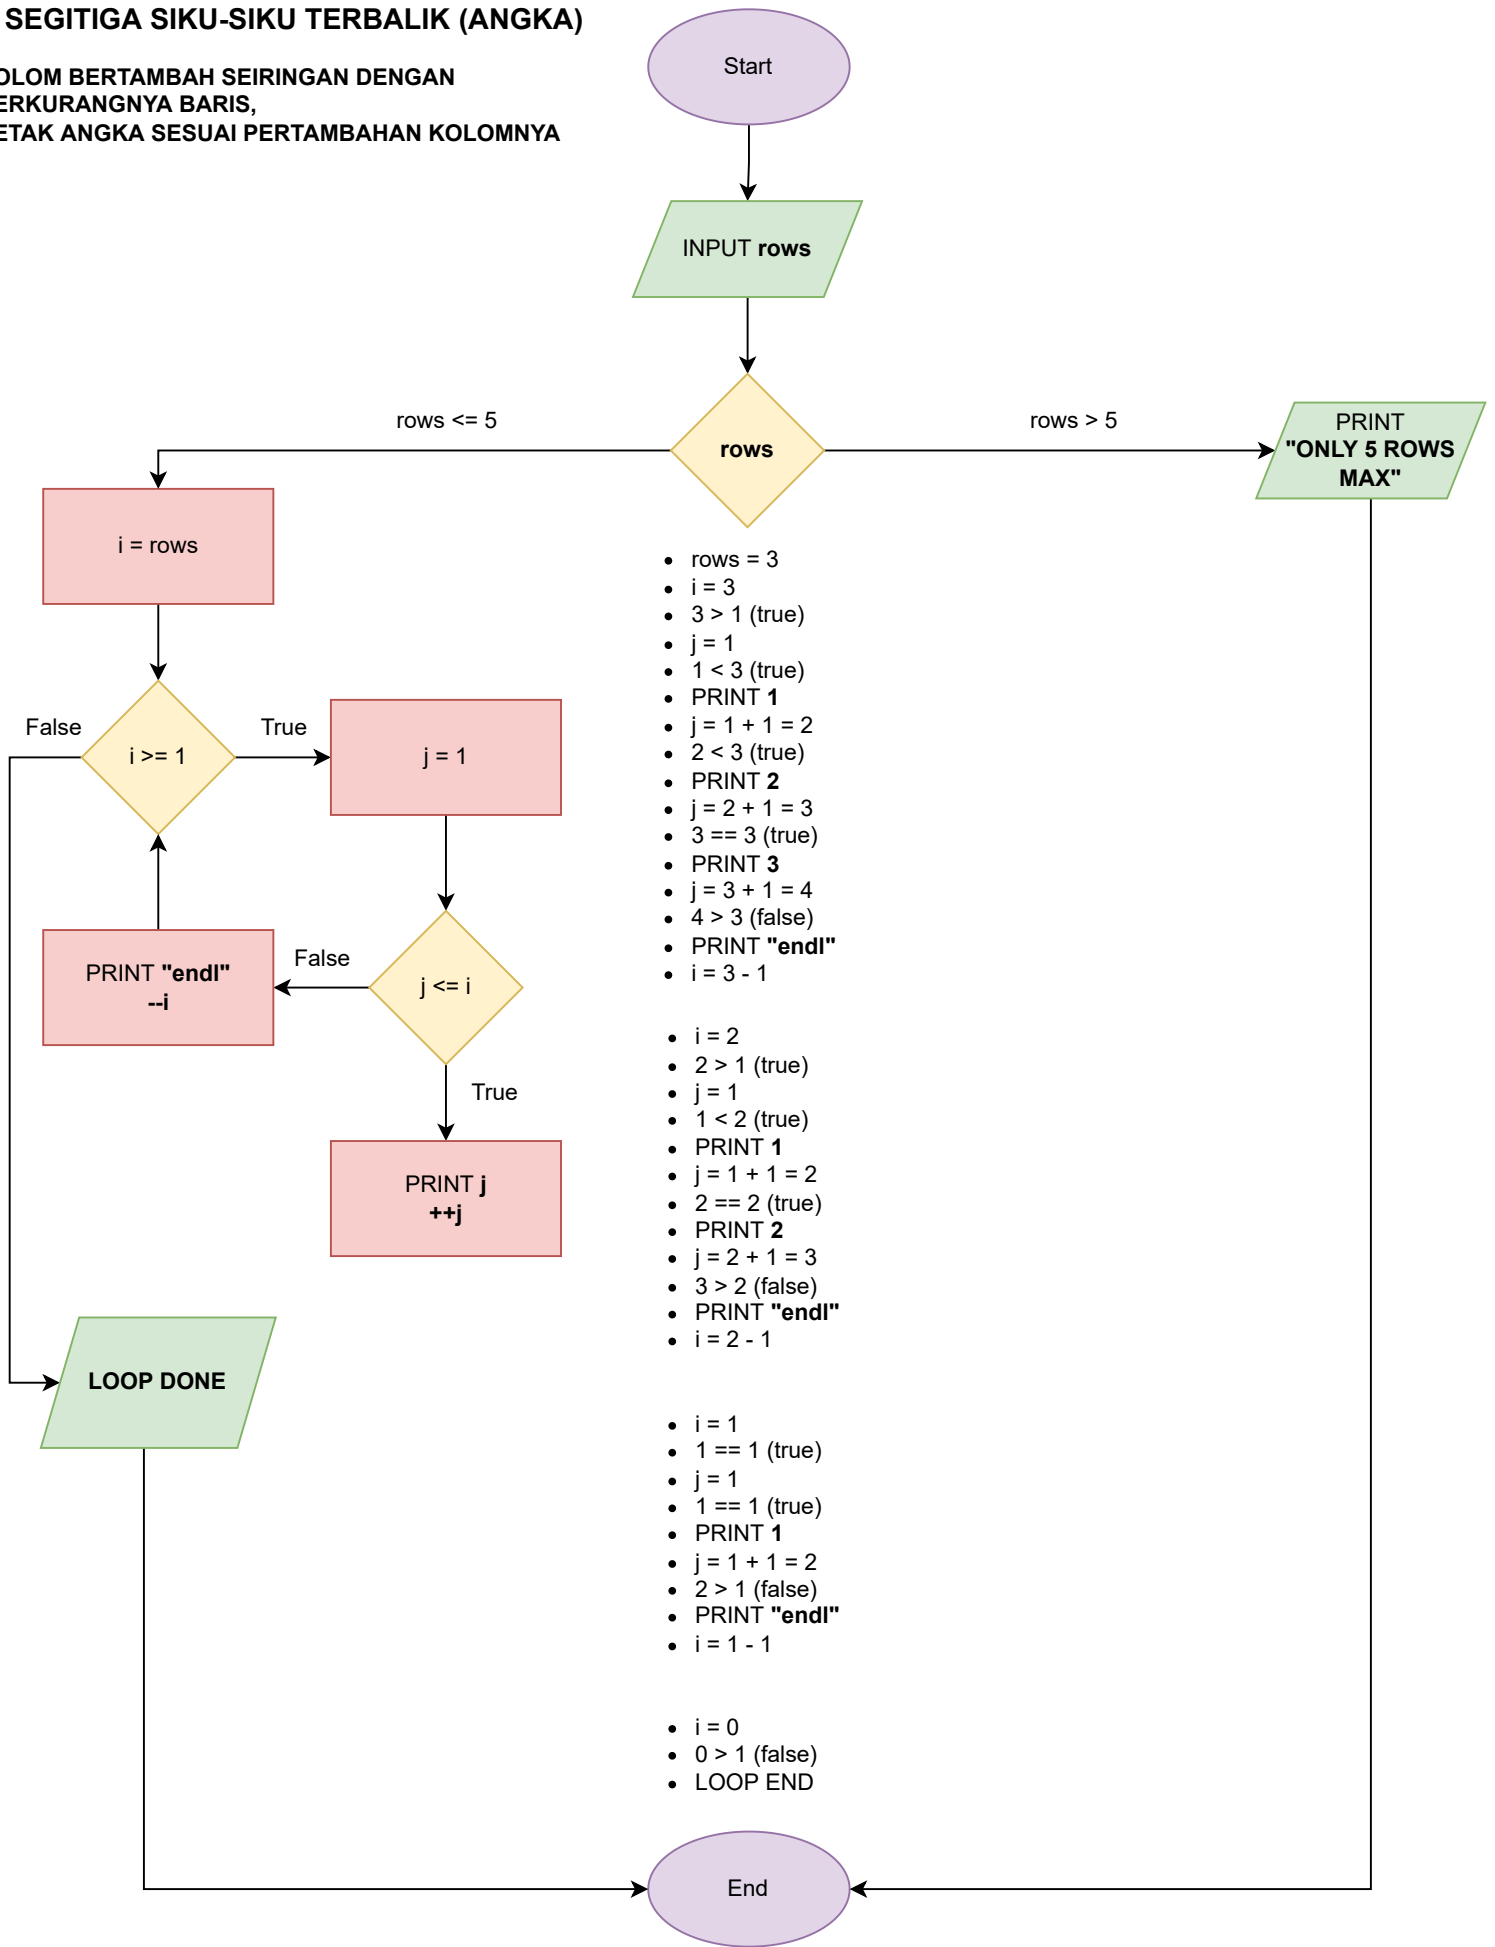 SEGITIGA SIKU-SIKU TERBALIK (ANGKA)
OLOM BERTAMBAH SEIRINGAN DENGAN
ERKURANGNYA BARIS,
ETAK ANGKA SESUAI PERTAMBAHAN KOLOMNYA
Start
INPUT rows
rows <= 5
rows
rows > 5
PRINT
"ONLY 5 ROWS
MAX"
i = rows
False
i >= 1
True
j = 1
PRINT "endl"
--i
False
j <= i
True
PRINT j
++j
LOOP DONE
• rows = 3
• i = 3
• 3 > 1 (true)
• j = 1
• 1 < 3 (true)
• PRINT 1
• j = 1 + 1 = 2
• 2 < 3 (true)
• PRINT 2
• j = 2 + 1 = 3
• 3 == 3 (true)
• PRINT 3
• j = 3 + 1 = 4
• 4 > 3 (false)
• PRINT "endl"
• i = 3 - 1
• i = 2
• 2 > 1 (true)
• j = 1
• 1 < 2 (true)
• PRINT 1
• j = 1 + 1 = 2
• 2 == 2 (true)
• PRINT 2
• j = 2 + 1 = 3
• 3 > 2 (false)
• PRINT "endl"
• i = 2 - 1
• i = 1
• 1 == 1 (true)
• j = 1
• 1 == 1 (true)
• PRINT 1
• j = 1 + 1 = 2
• 2 > 1 (false)
• PRINT "endl"
• i = 1 - 1
• i = 0
• 0 > 1 (false)
• LOOP END
End